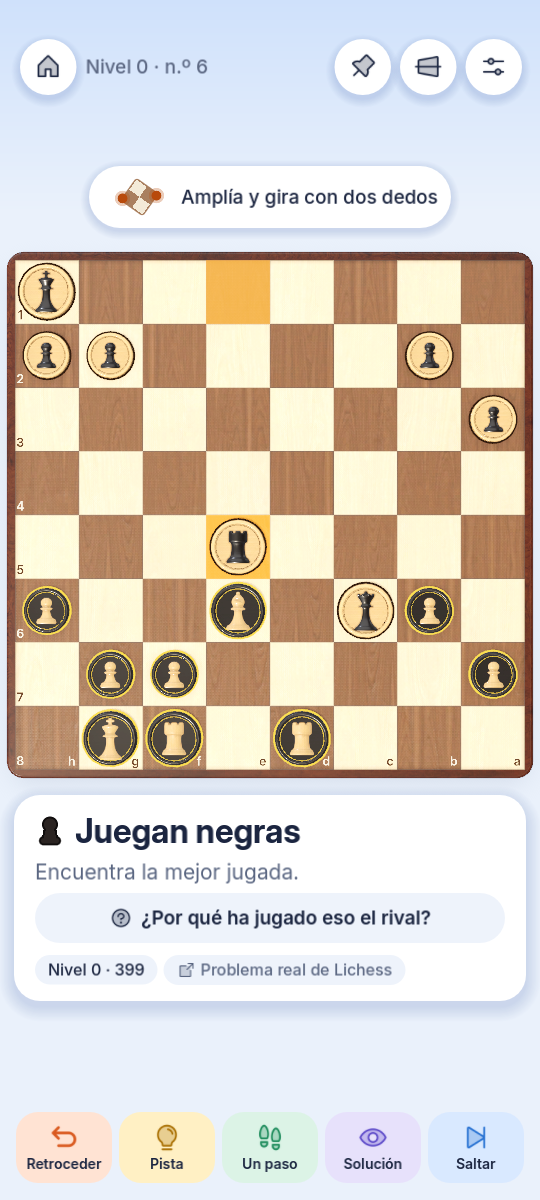 Nivel 0 · n.º 6
Amplía y gira con dos dedos
1
2
3
4
5
6
7
8 h g f e d c b a
Juegan negras
Encuentra la mejor jugada.
¿Por qué ha jugado eso el rival?
Nivel 0 · 399
Problema real de Lichess
Retroceder
Pista
Un paso
Solución
Saltar